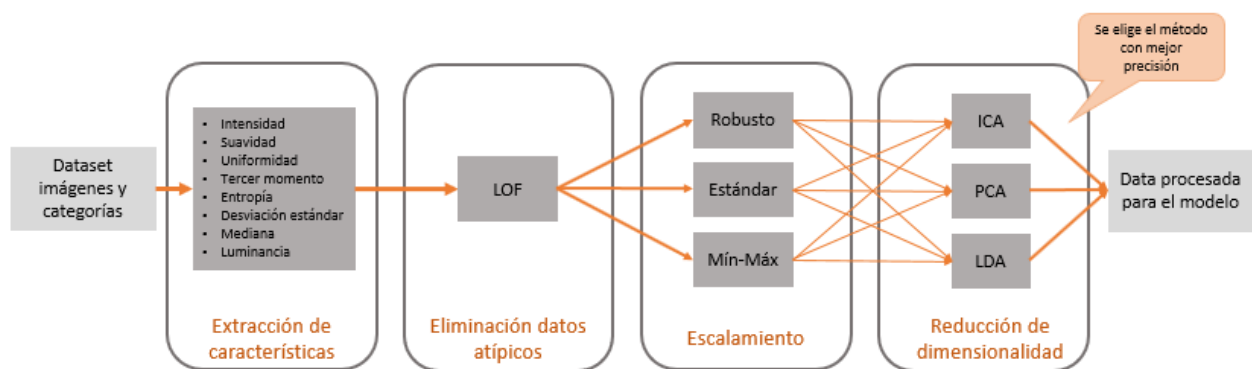 Se elige el método
con mejor
precisión
Dataset
imágenes y
categorías
• Intensidad
• Suavidad
• Uniformidad
• Tercer momento
• Entropía
• Desviación estándar
• Mediana
• Luminancia
Extracción de
características
LOF
Eliminación datos
atípicos
Robusto
Estándar
Mín-Máx
Escalamiento
ICA
PCA
LDA
Reducción de
dimensionalidad
Data procesada
para el modelo